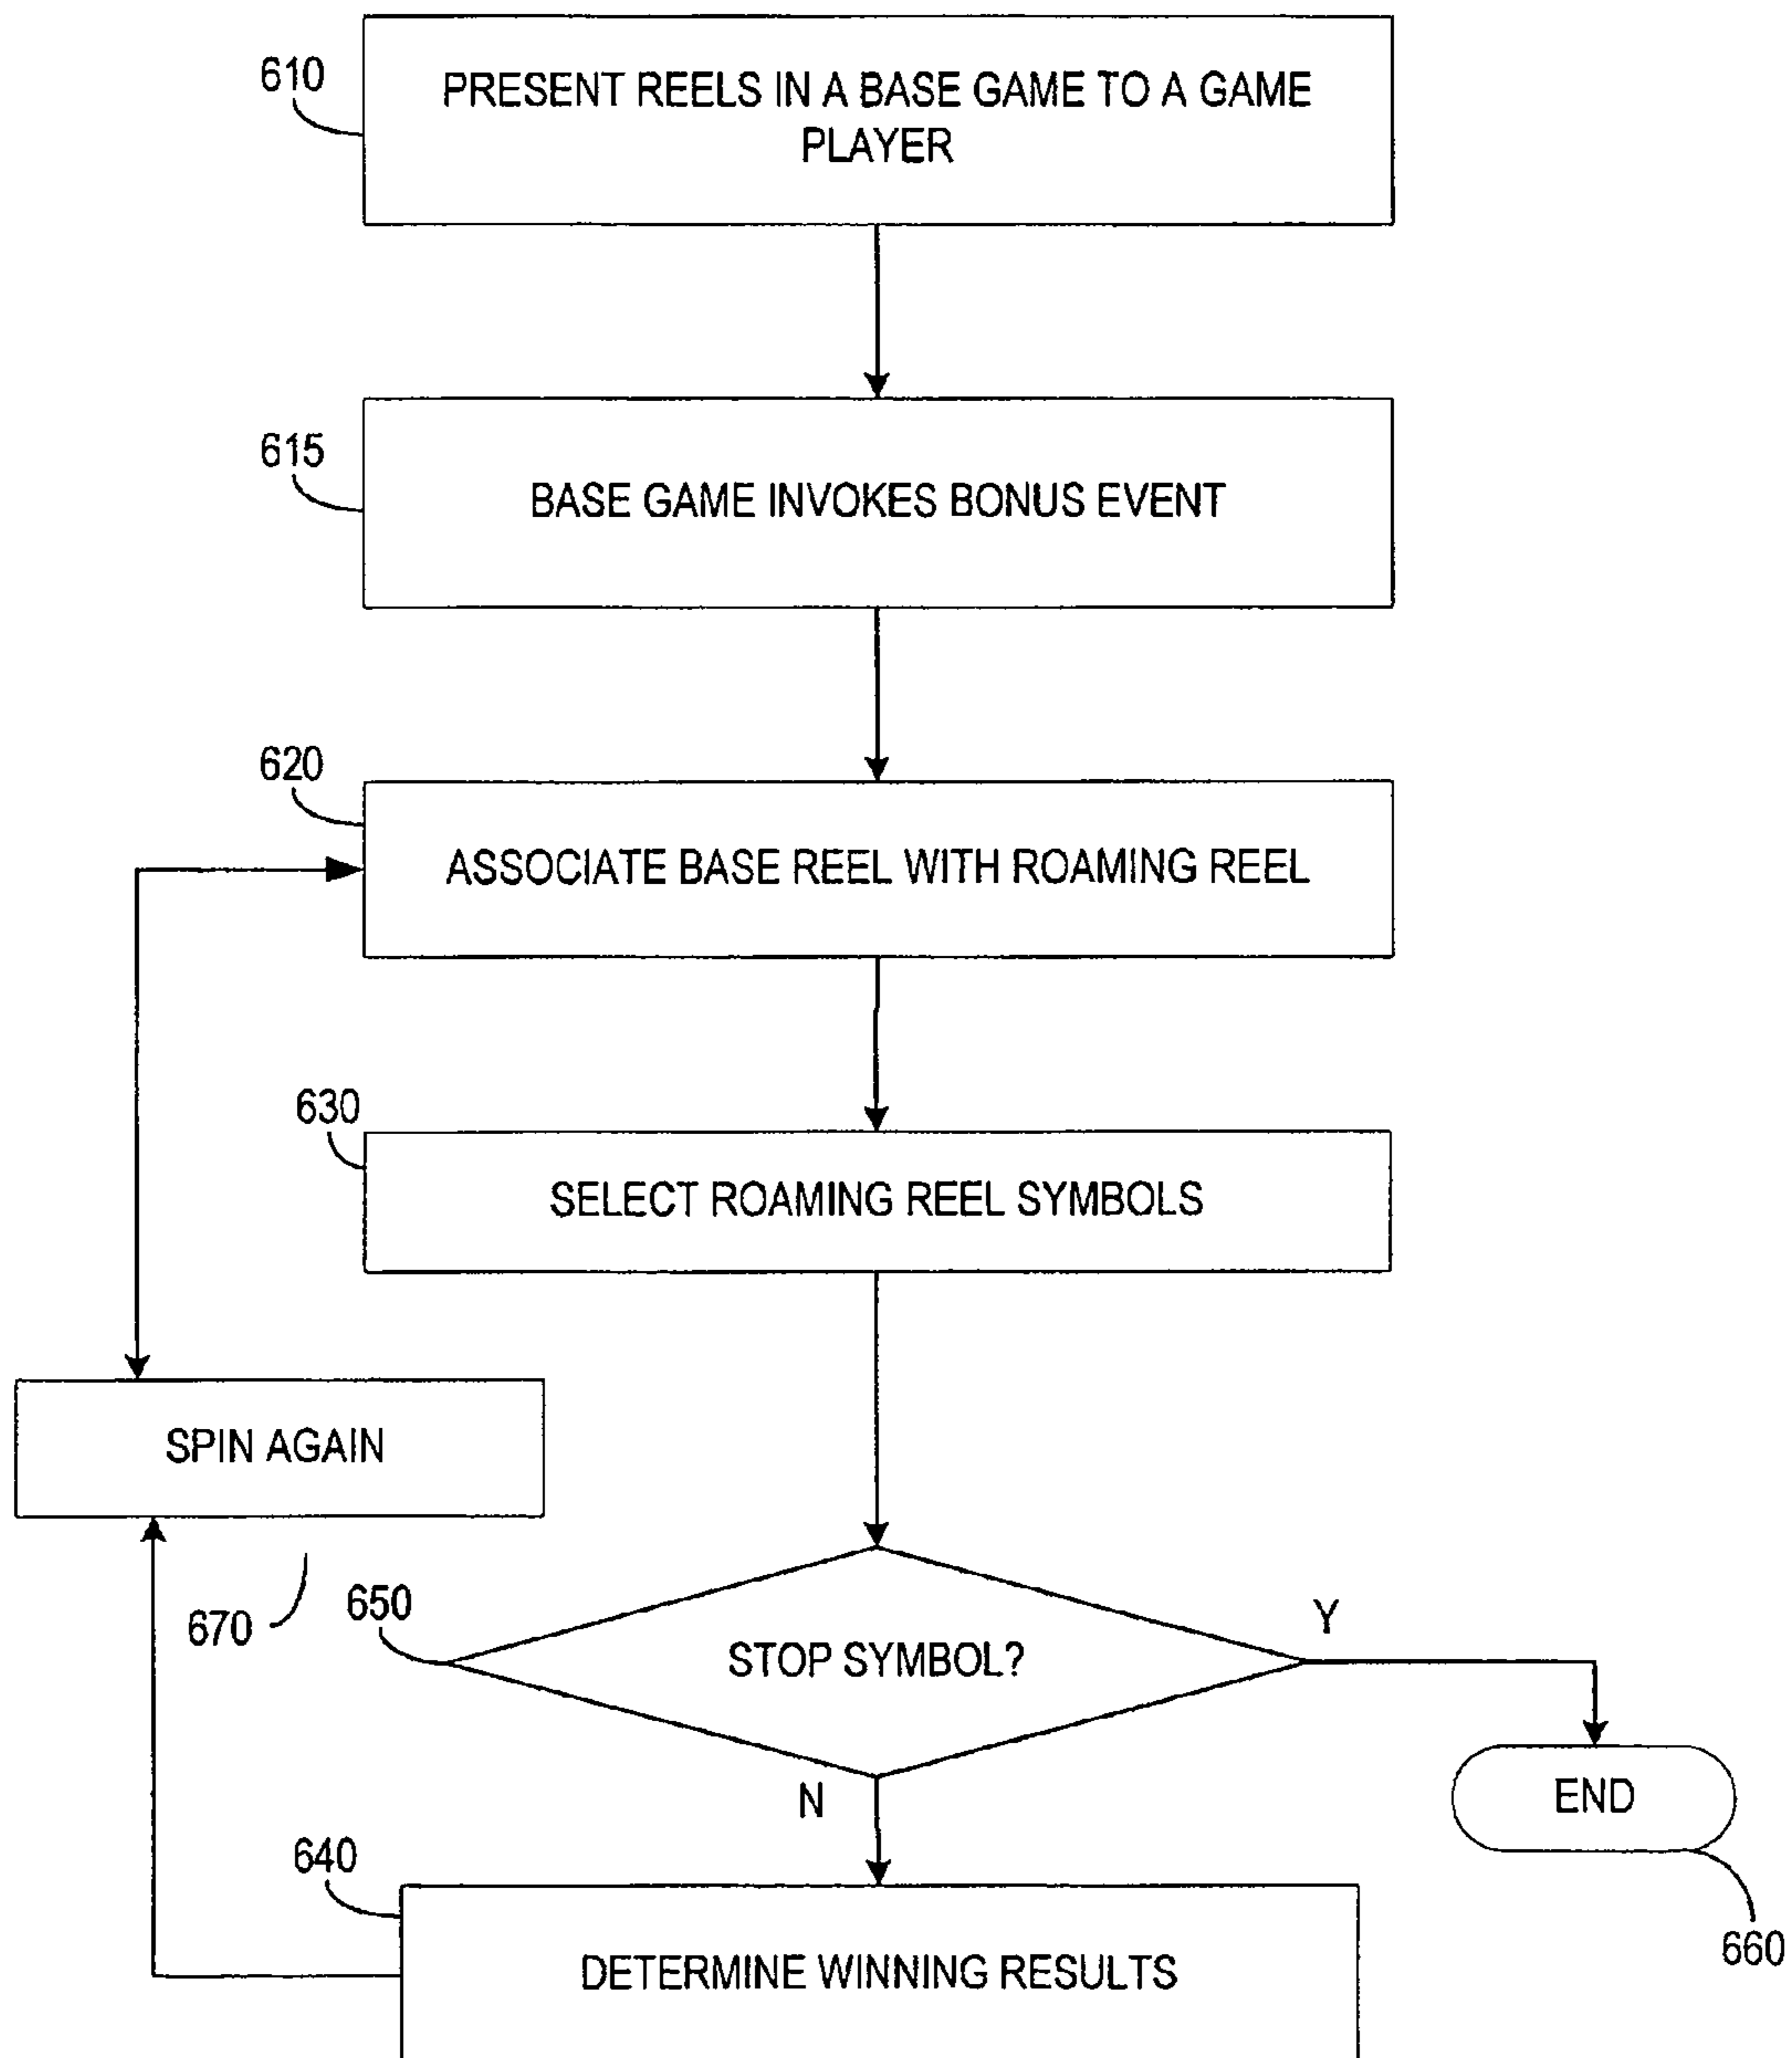 610
PRESENT REELS IN A BASE GAME TO A GAME
PLAYER
615
BASE GAME INVOKES BONUS EVENT
620
ASSOCIATE BASE REEL WITH ROAMING REEL
630
SELECT ROAMING REEL SYMBOLS
SPIN AGAIN
670
650
STOP SYMBOL?
Y
N
END
660
640
DETERMINE WINNING RESULTS